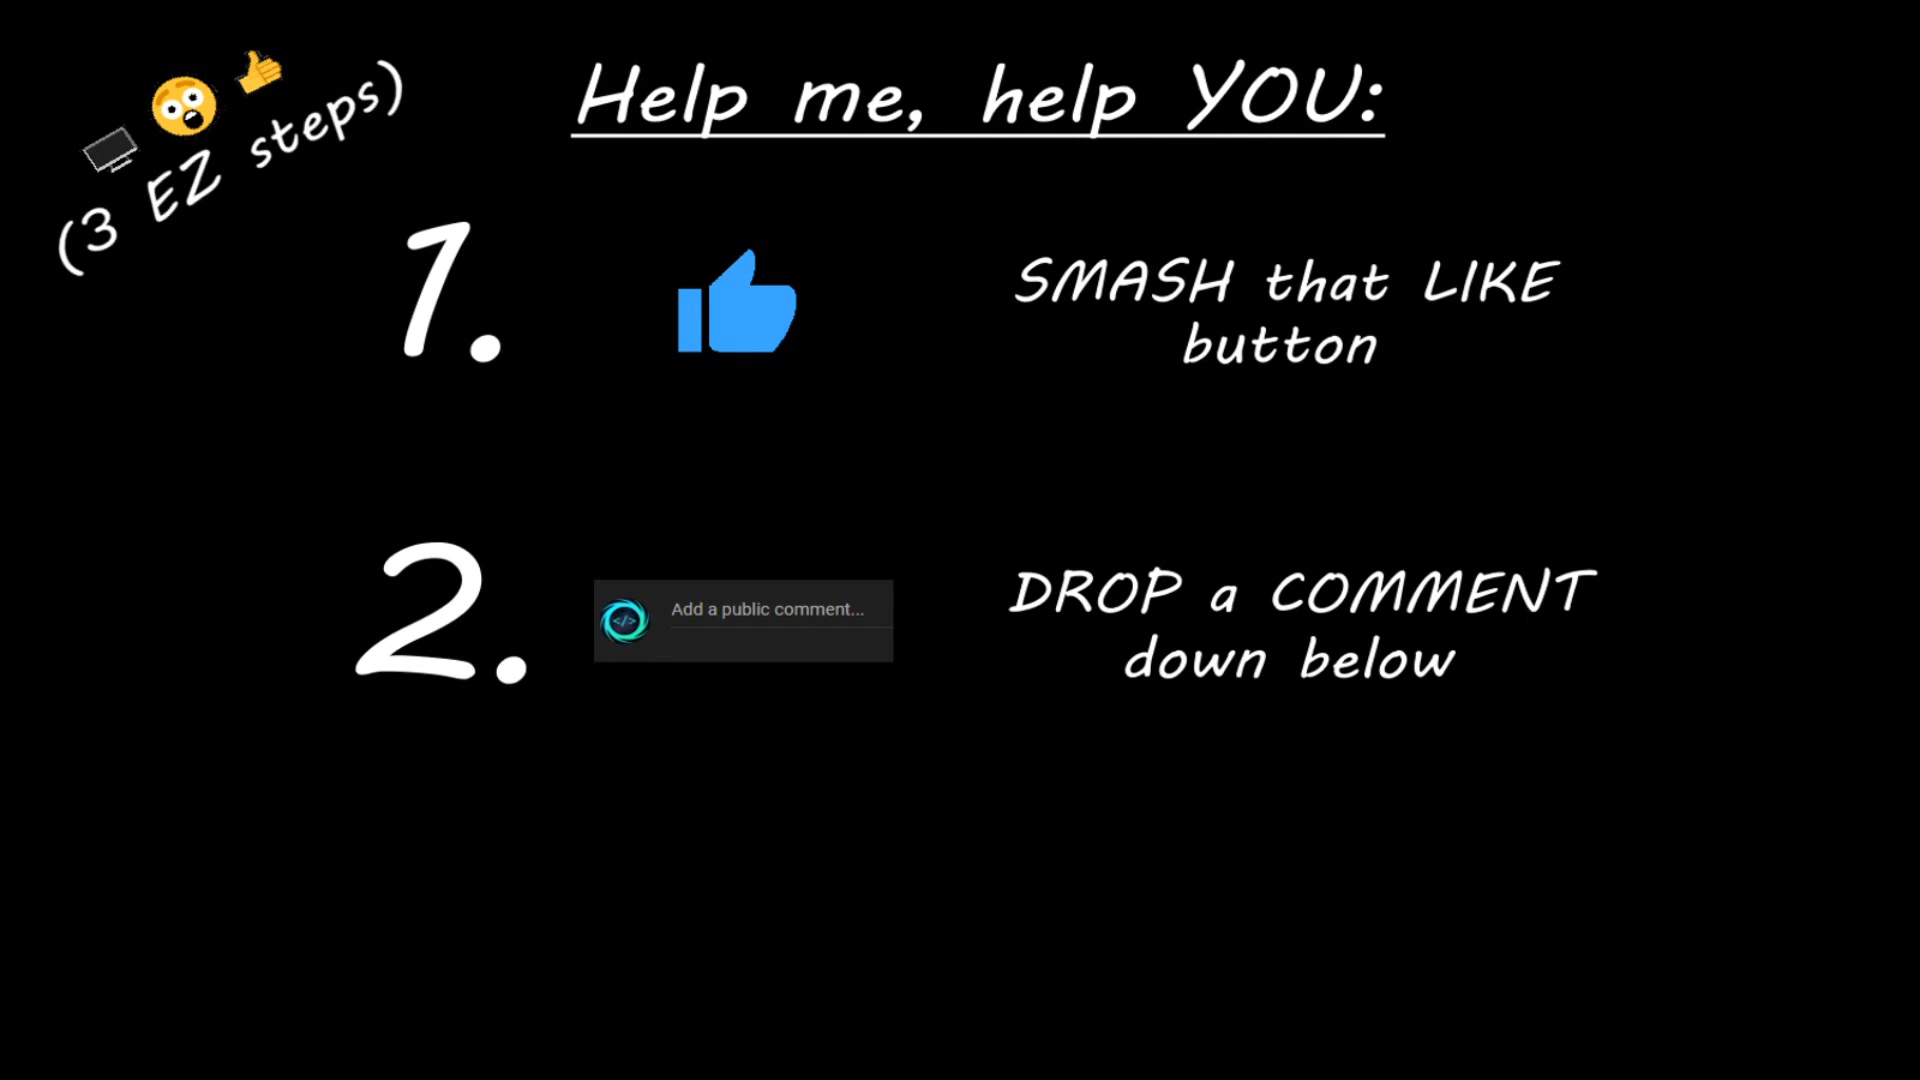 (3 EZ steps)
Help me, help YOU:
1.
SMASH that LIKE
button
2.
</>
Add a public comment...
DROP a COMMENT
down below